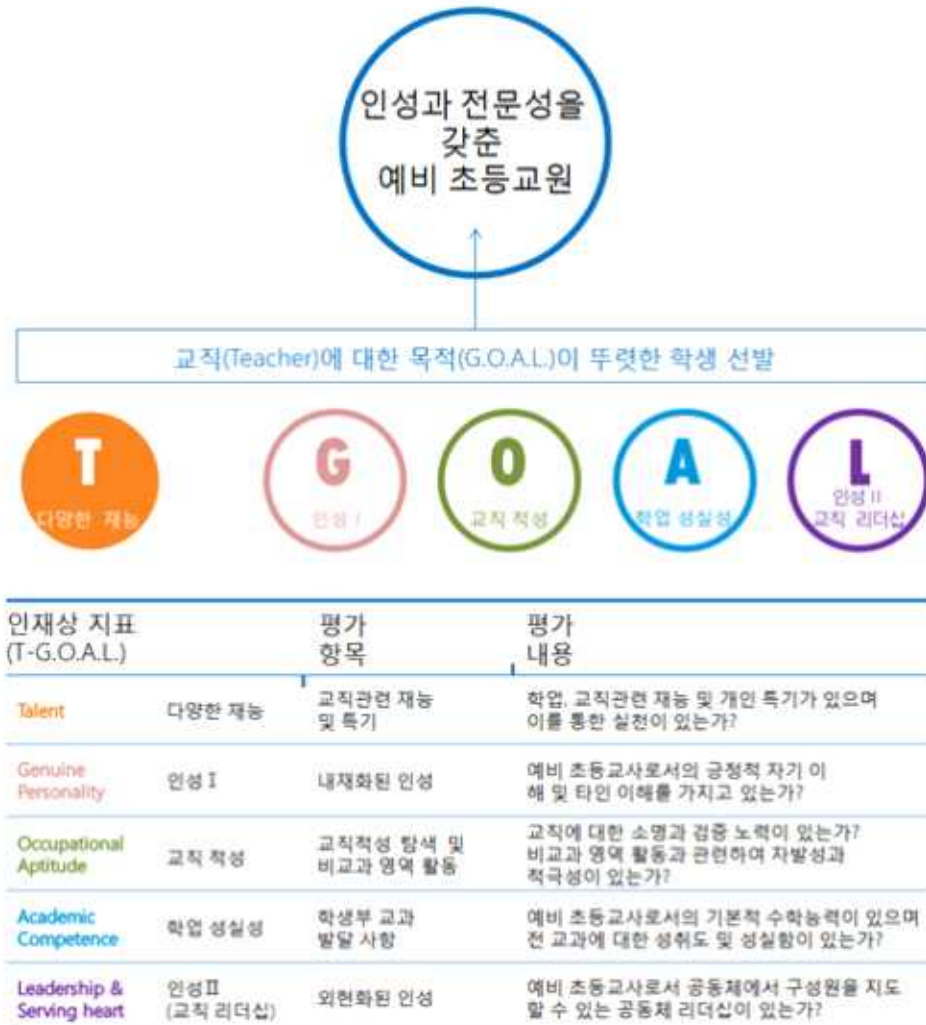 인성과 전문성을
갖춘
예비 초등교원
교직(Teacher)에 대한 목적(G.O.A.L.)이 뚜렷한 학생 선발
T
다양한 재능
G
인성 I
O
교직 적성
A
학업 성실성
L
인성 II
교직 리더십
인재상 지표
(T-G.O.A.L.)
평가
항목
평가
내용
Talent
다양한 재능
교직관련 재능
및 특기
학업, 교직관련 재능 및 개인 특기가 있으며
이를 통한 실천이 있는가?
Genuine
Personality
인성 I
내재화된 인성
예비 초등교사로서의 긍정적 자기 이
해 및 타인 이해를 가지고 있는가?
Occupational
Aptitude
교직 적성
교직적성 탐색 및
비교과 영역 활동
교직에 대한 소명과 검증 노력이 있는가?
비교과 영역 활동과 관련하여 자발성과
적극성이 있는가?
Academic
Competence
학업 성실성
학생부 교과
발달 사항
예비 초등교사로서의 기본적 수학능력이 있으며
전 교과에 대한 성취도 및 성실함이 있는가?
Leadership &
Serving heart
인성Ⅱ
(교직 리더십)
외현화된 인성
예비 초등교사로서 공동체에서 구성원을 지도
할 수 있는 공동체 리더십이 있는가?